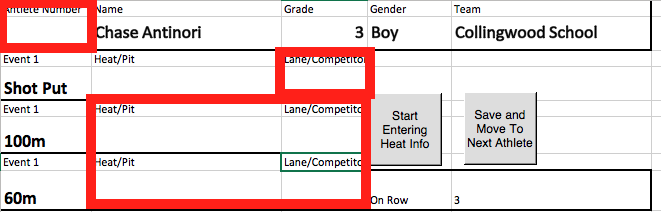 Athlete Number Name Grade Gender Team
Chase Antinori 3 Boy Collingwood School
Event 1 Heat/Pit Lane/Competitor
Shot Put
Event 1 Heat/Pit Lane/Competito
100m
Start
Entering
Heat Info
Save and
Move To
Next Athlete
Event 1 Heat/Pit Lane/Competito
60m
On Row 3